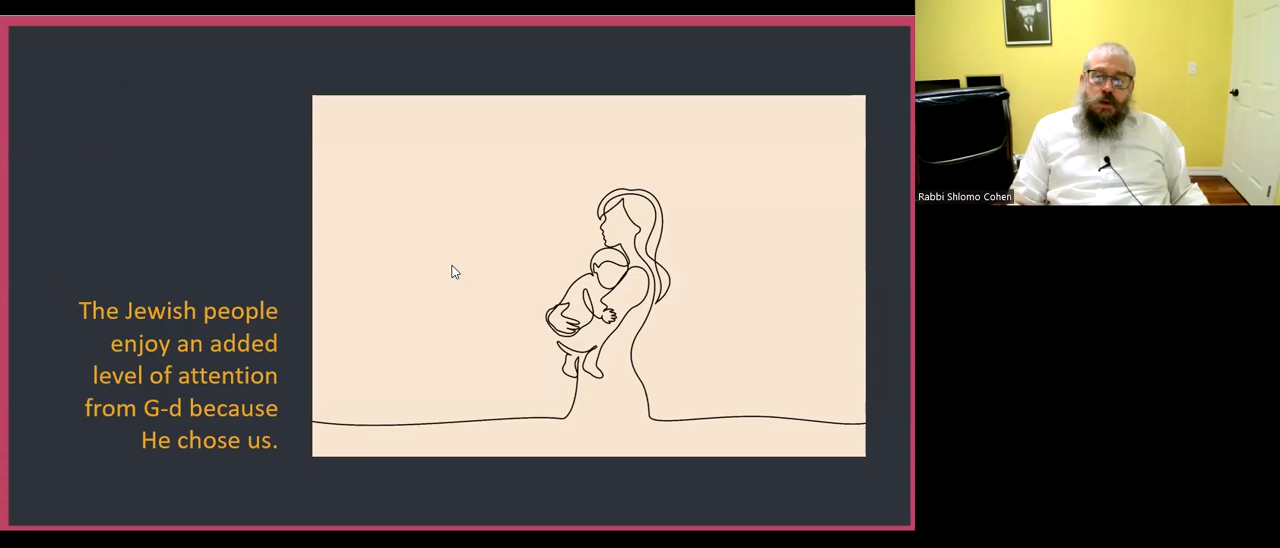 The Jewish people
enjoy an added
level of attention
from G-d because
He chose us.
Rabbi Shlomo Cohen